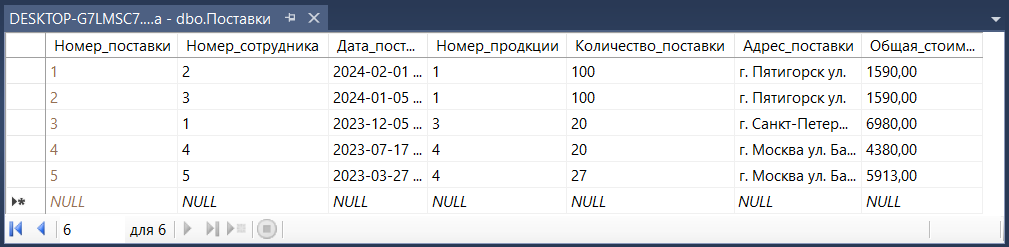 DESKTOP-G7LMSC7....a - dbo.Поставки
Номер_поставки Номер_сотрудника Дата_пост... Номер_продкции Количество_поставки Адрес_поставки Общая_стоим...
1 2 2024-02-01 ... 1 100 г. Пятигорск ул. 1590,00
2 3 2024-01-05 ... 1 100 г. Пятигорск ул. 1590,00
3 1 2023-12-05 ... 3 20 г. Санкт-Петер... 6980,00
4 4 2023-07-17 ... 4 20 г. Москва ул. Ба... 4380,00
5 5 2023-03-27 ... 4 27 г. Москва ул. Ба... 5913,00
NULL NULL NULL NULL NULL NULL NULL
6 для 6